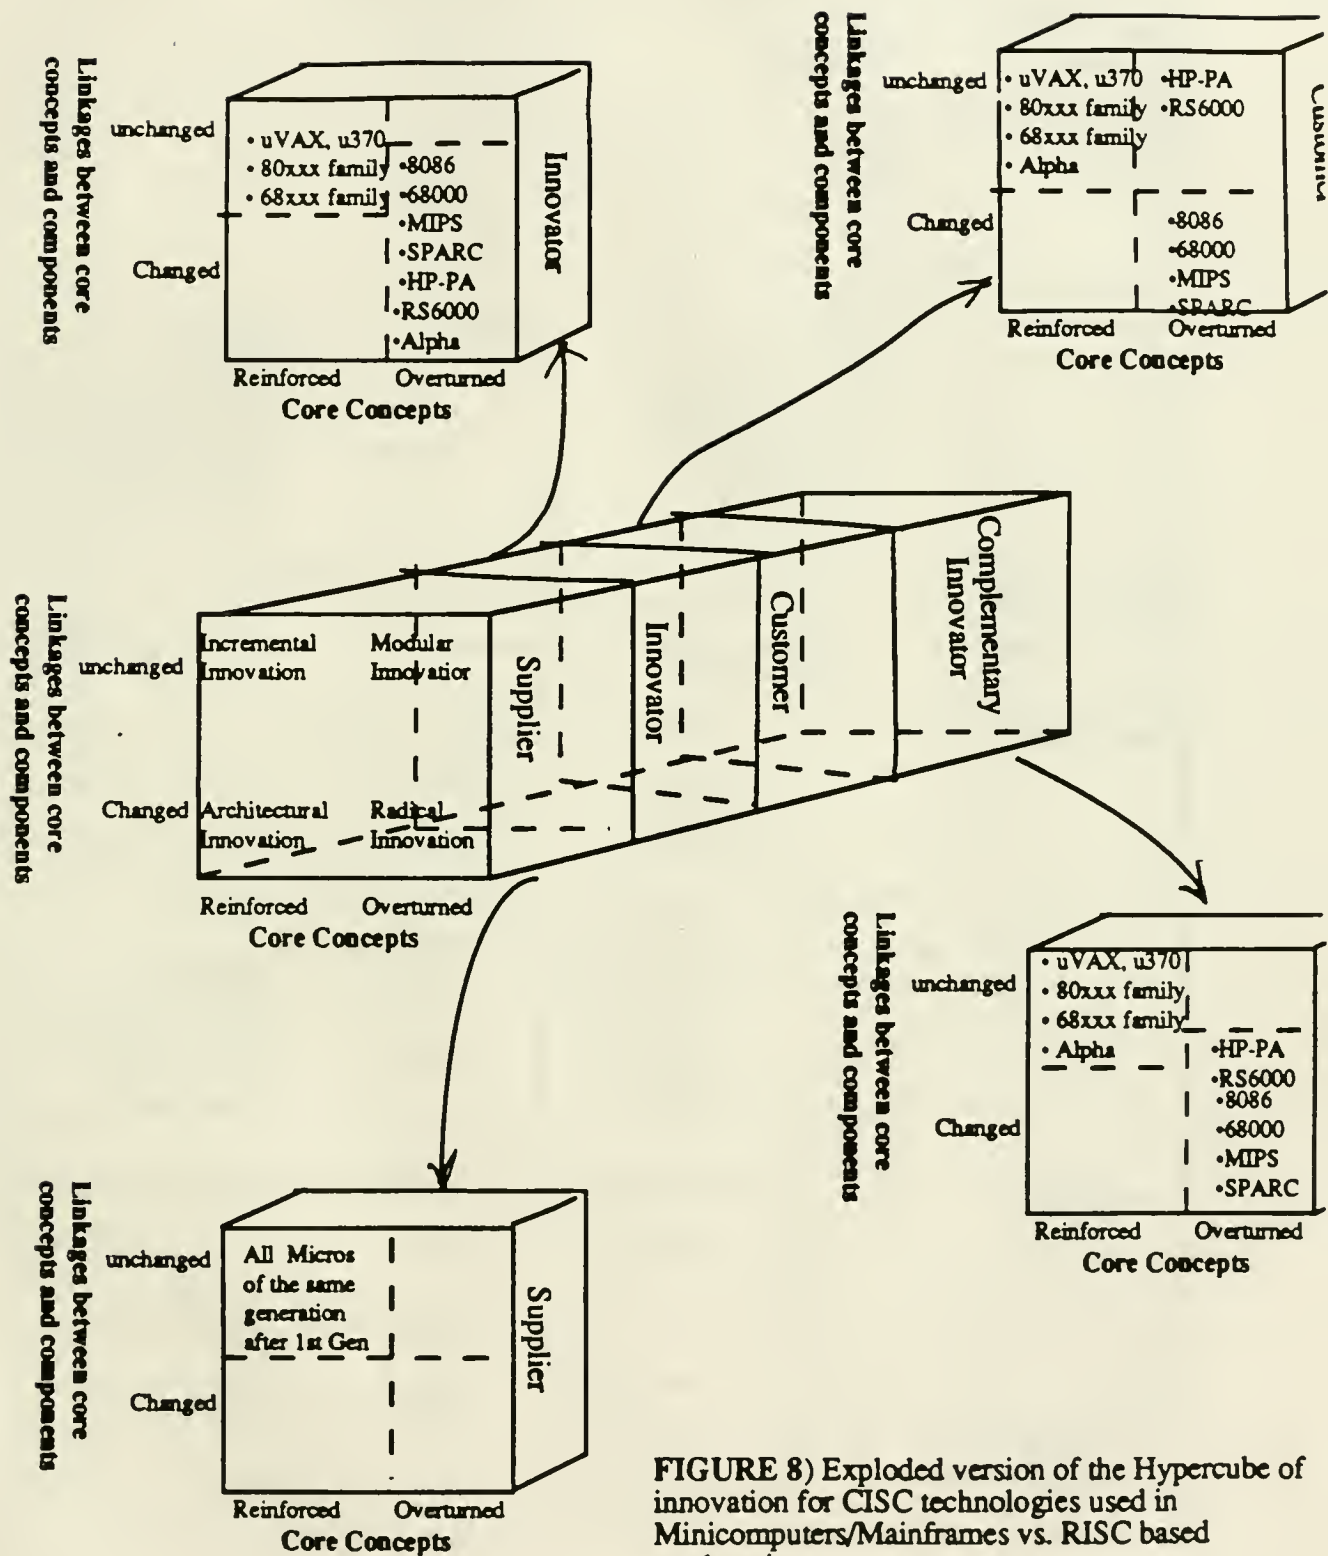 Linkages between core
concepts and components
unchanged
Changed
• uVAX, u370
• 80xxx family
• 68xxx family
•8086
•68000
•MIPS
•SPARC
•HP-PA
•RS6000
•Alpha
Innovator
Reinforced Overturned
Core Concepts
Linkages between core
concepts and components
unchanged
Changed
• uVAX, u370
• 80xxx family
• 68xxx family
• Alpha
•HP-PA
•RS6000
•8086
•68000
•MIPS
•SPARC
Reinforced Overturned
Core Concepts
Linkages between core
concepts and components
unchanged
Changed
Incremental
Innovation
Modular
Innovatior
Architectural
Innovation
Radical
Innovation
Supplier
Innovator
Customer
Complementary
Innovator
Reinforced Overturned
Core Concepts
Linkages between core
concepts and components
unchanged
Changed
• uVAX, u370
• 80xxx family
• 68xxx family
• Alpha
•HP-PA
•RS6000
•8086
•68000
•MIPS
•SPARC
Reinforced Overturned
Core Concepts
Linkages between core
concepts and components
unchanged
Changed
All Micros
of the same
generation
after 1st Gen
Supplier
Reinforced Overturned
Core Concepts
FIGURE 8) Exploded version of the Hypercube of
innovation for CISC technologies used in
Minicomputers/Mainframes vs. RISC based